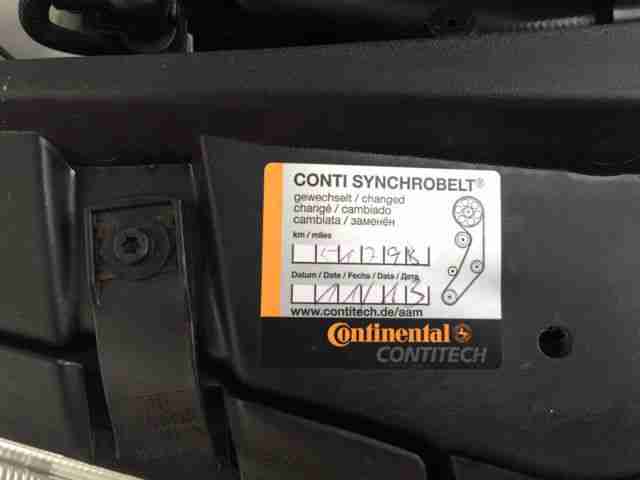 CONTI SYNCHROBELT®
gewechselt / changed
changé / cambiado
cambiata / заменён
km / miles
Datum / Date / Fecha / Data / Дата
www.contitech.de/aam
Continental
CONTITECH